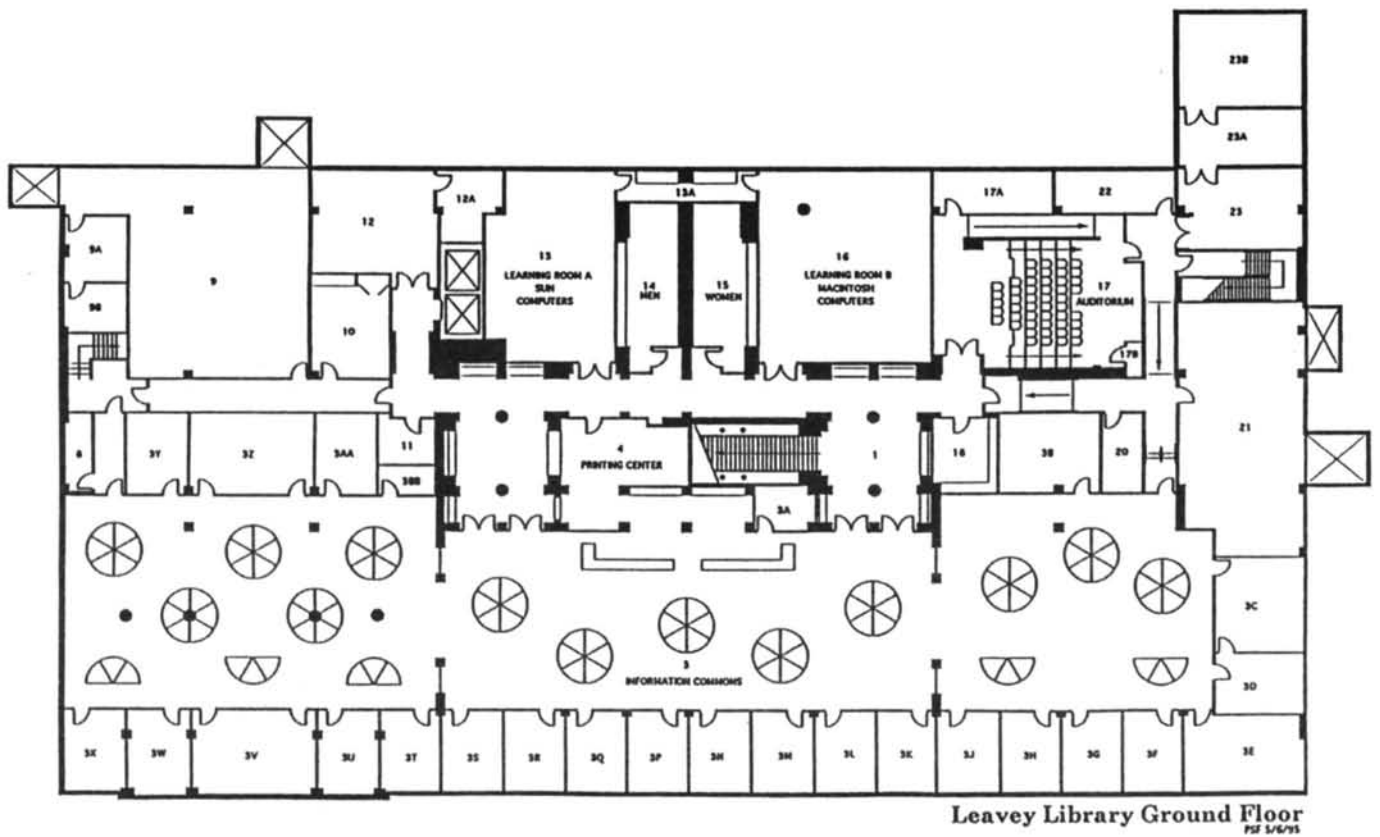 23B
23A
13A
17A
22
12A
23
12
9A
13
LEARNING ROOM A
SUN
COMPUTERS
16
LEARNING ROOM B
MACINTOSH
COMPUTERS
9
14
MEN
15
WOMEN
17
AUDITORIUM
9B
10
17B
21
8
3Y
3Z
3AA
11
3BB
4
PRINTING CENTER
1
16
3B
20
3A
3C
3
INFORMATION COMMONS
3D
3X
3W
3V
3U
3T
3S
3R
3Q
3P
3N
3M
3L
3K
3J
3H
3G
3F
3E
Leavey Library Ground Floor